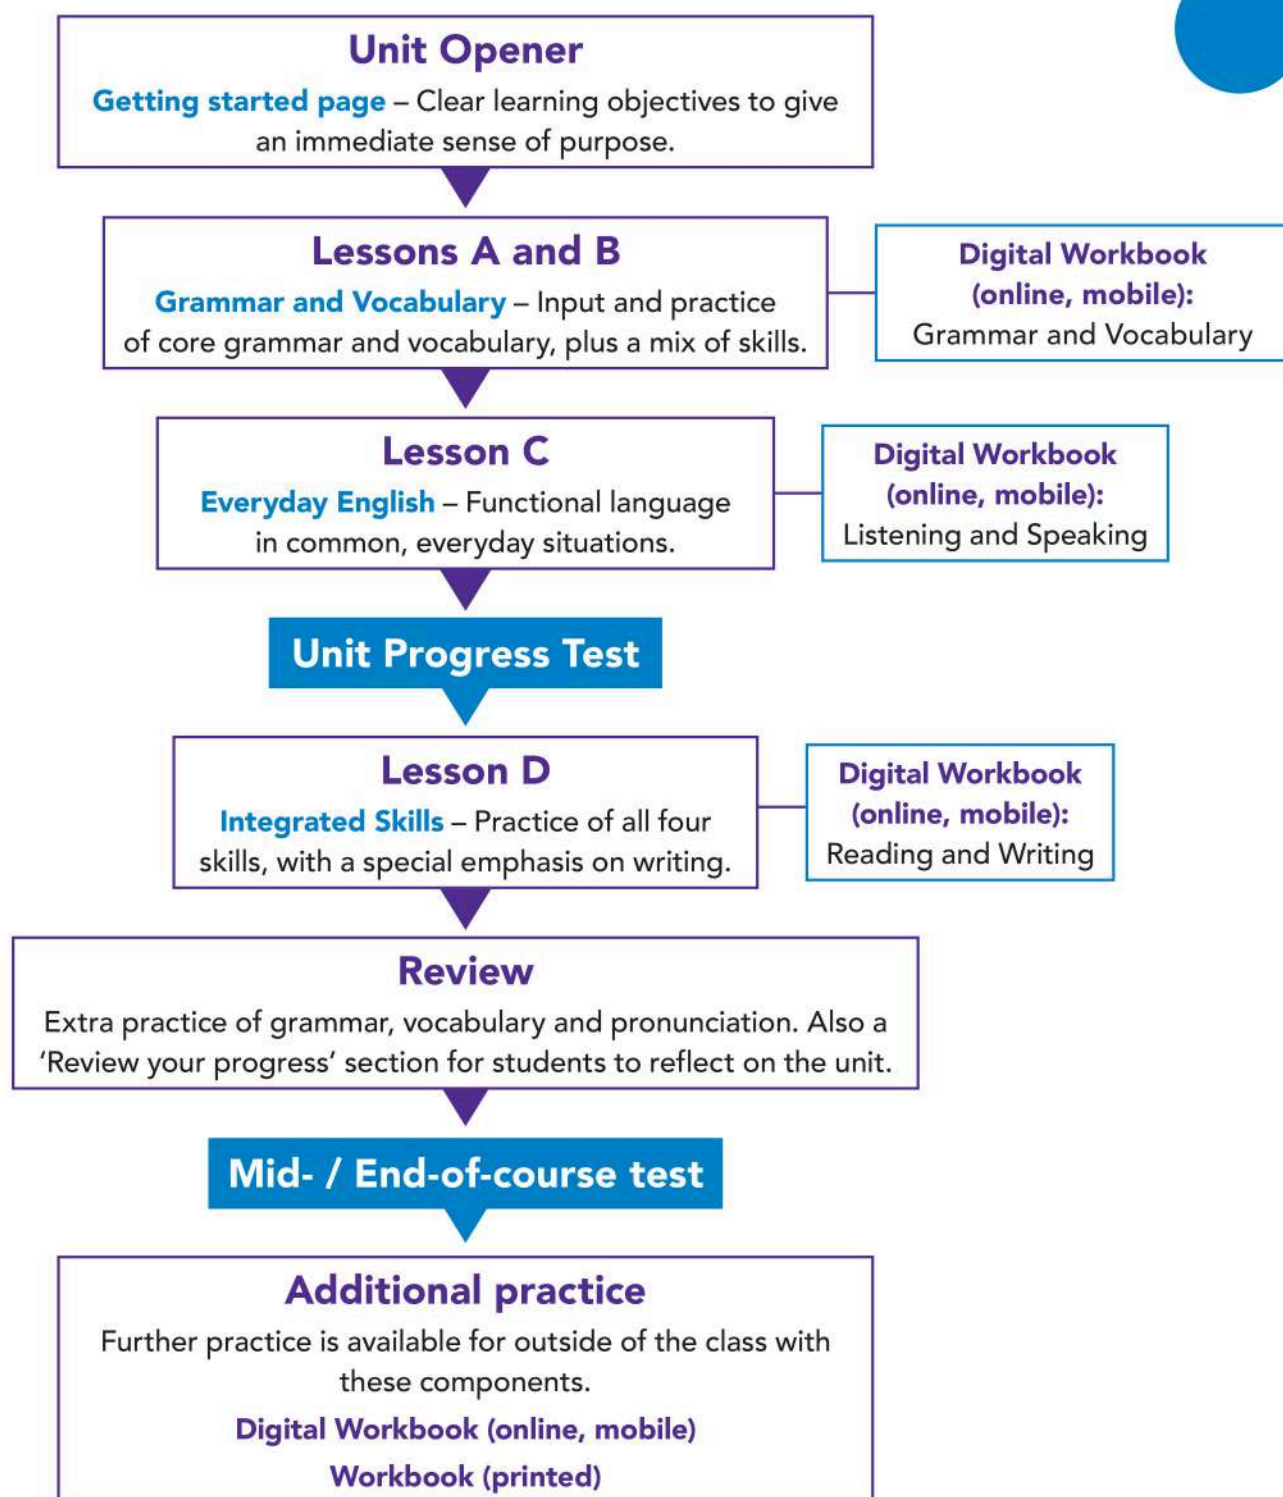 Unit Opener
Getting started page – Clear learning objectives to give
an immediate sense of purpose.
Lessons A and B
Grammar and Vocabulary – Input and practice
of core grammar and vocabulary, plus a mix of skills.
Digital Workbook
(online, mobile):
Grammar and Vocabulary
Lesson C
Everyday English – Functional language
in common, everyday situations.
Digital Workbook
(online, mobile):
Listening and Speaking
Unit Progress Test
Lesson D
Integrated Skills – Practice of all four
skills, with a special emphasis on writing.
Digital Workbook
(online, mobile):
Reading and Writing
Review
Extra practice of grammar, vocabulary and pronunciation. Also a
‘Review your progress’ section for students to reflect on the unit.
Mid- / End-of-course test
Additional practice
Further practice is available for outside of the class with
these components.
Digital Workbook (online, mobile)
Workbook (printed)